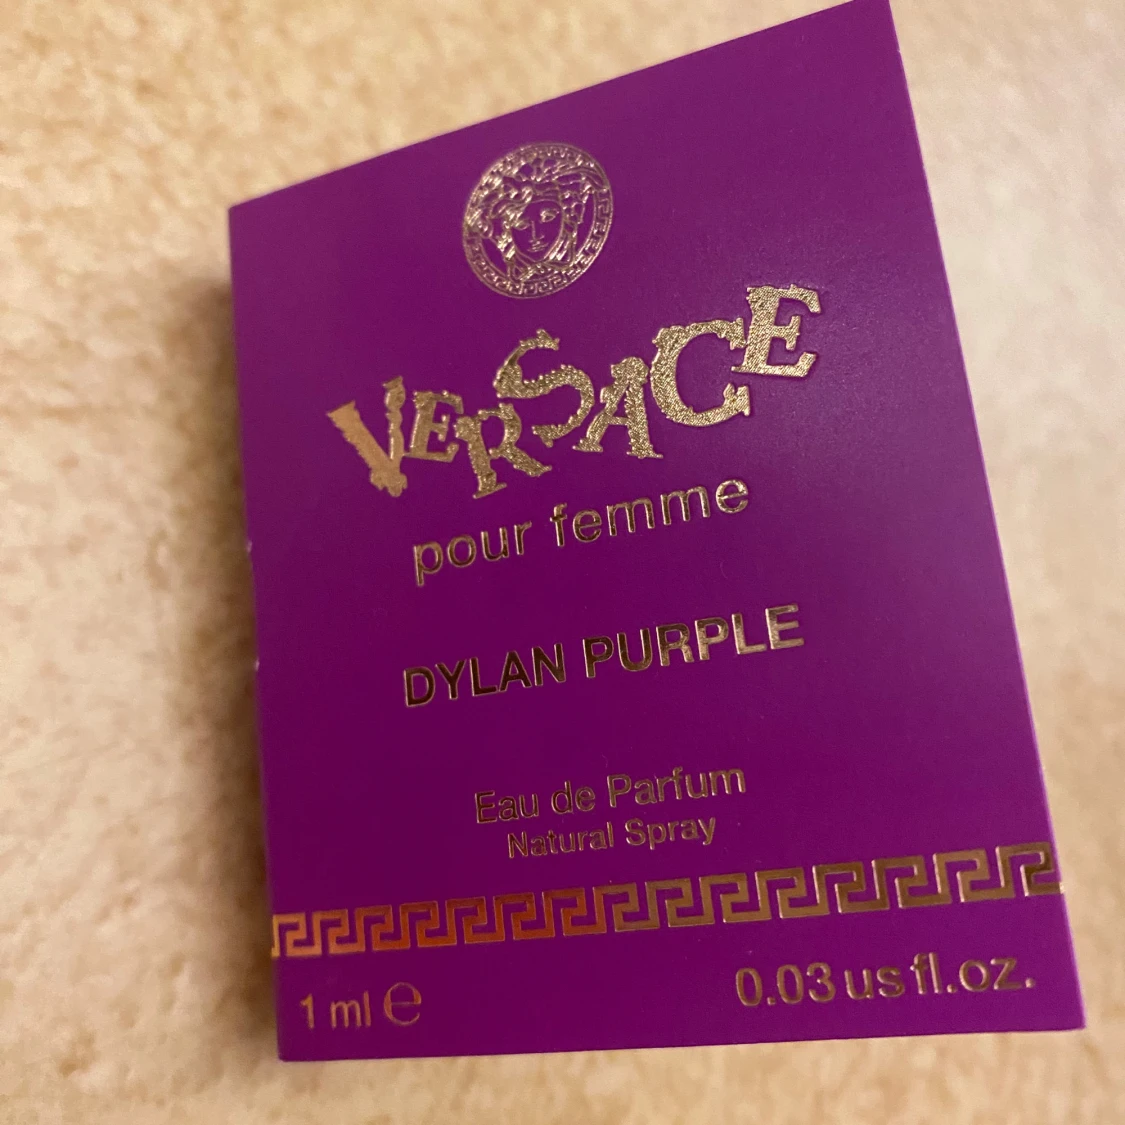 VERSACE
pour femme
DYLAN PURPLE
Eau de Parfum
Natural Spray
1 ml ℮ 0.03 us fl.oz.